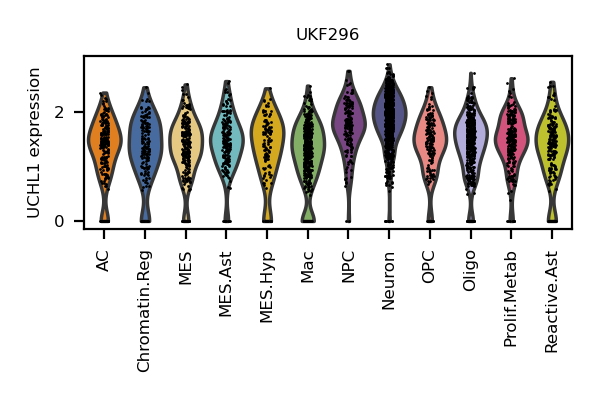 UKF296
UCHL1 expression
2
0
AC
Chromatin.Reg
MES
MES.Ast
MES.Hyp
Mac
NPC
Neuron
OPC
Oligo
Prolif.Metab
Reactive.Ast